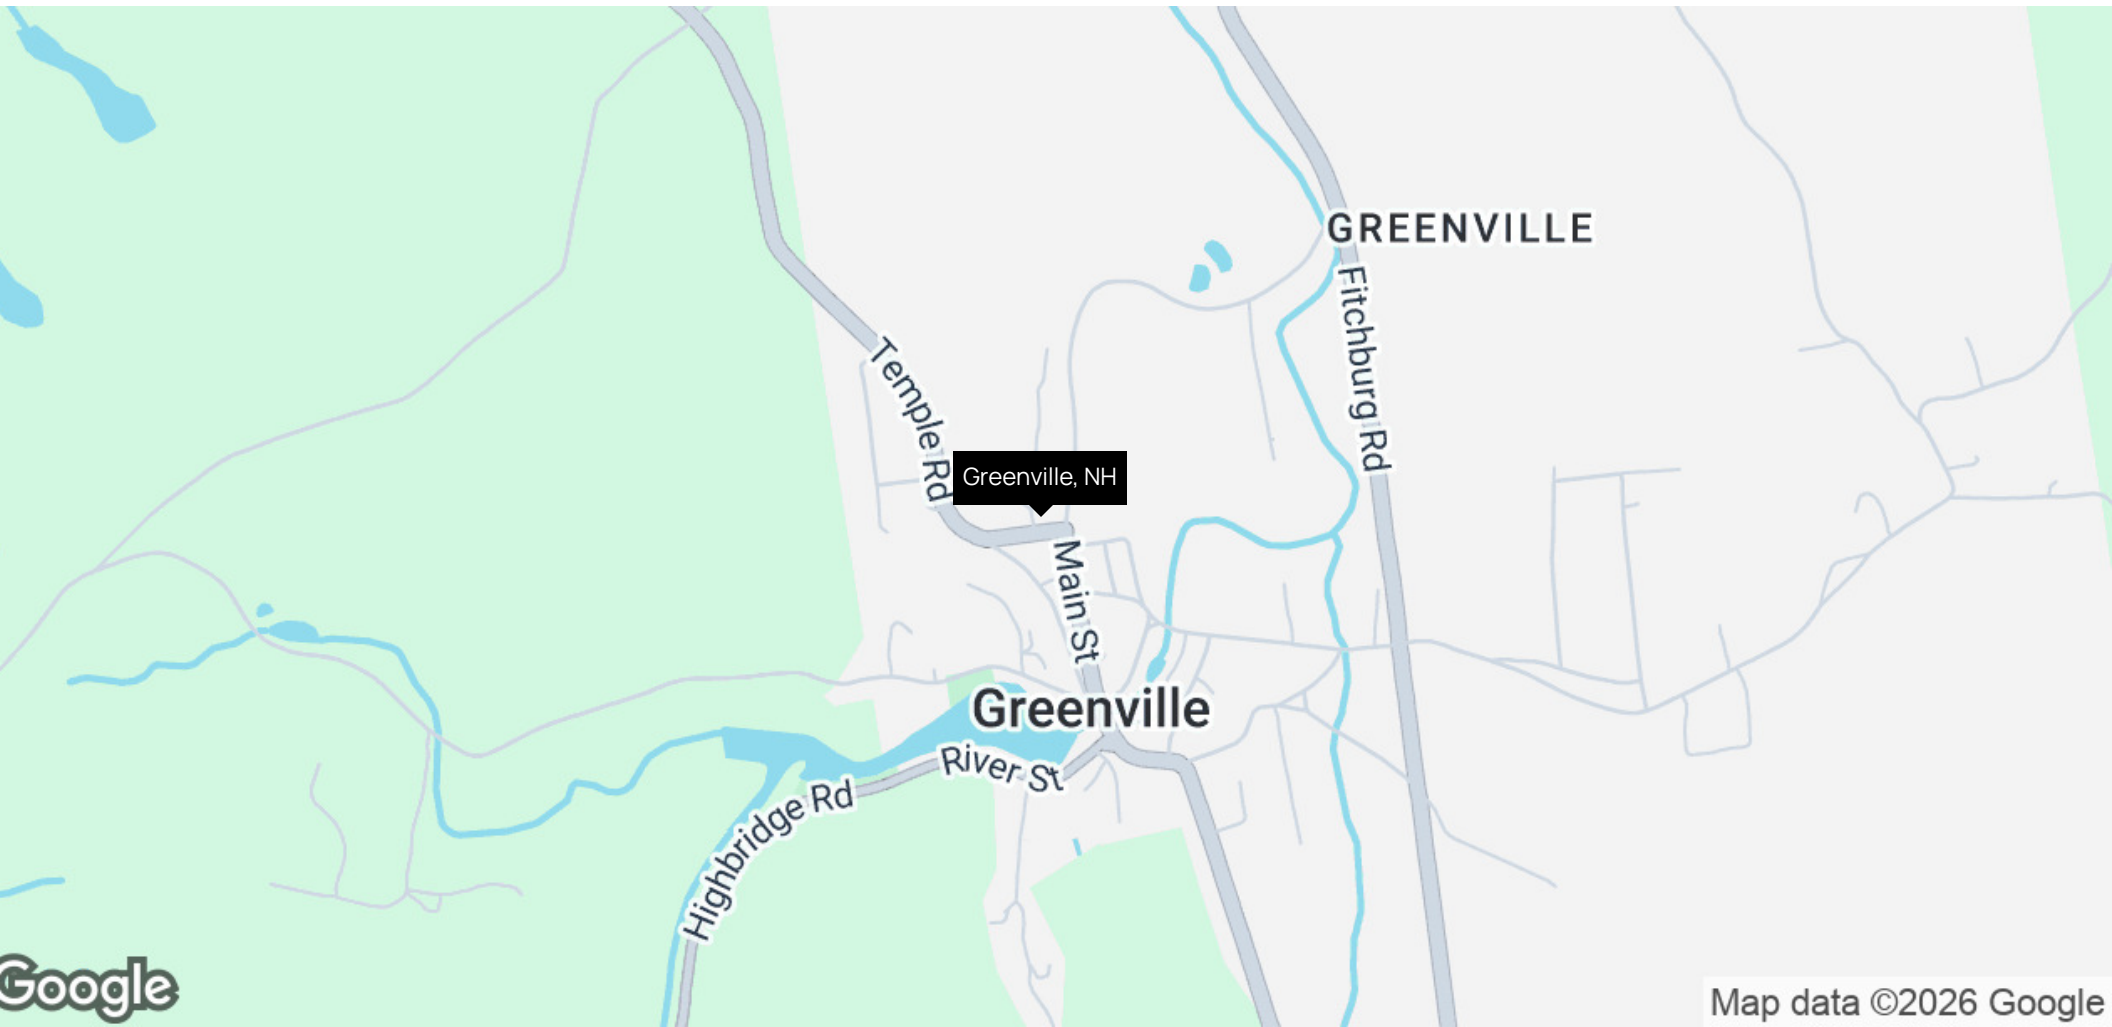 GREENVILLE
Fitchburg Rd
Temple Rd
Greenville, NH
Main St
Greenville
River St
Highbridge Rd
Google
Map data ©2026 Google